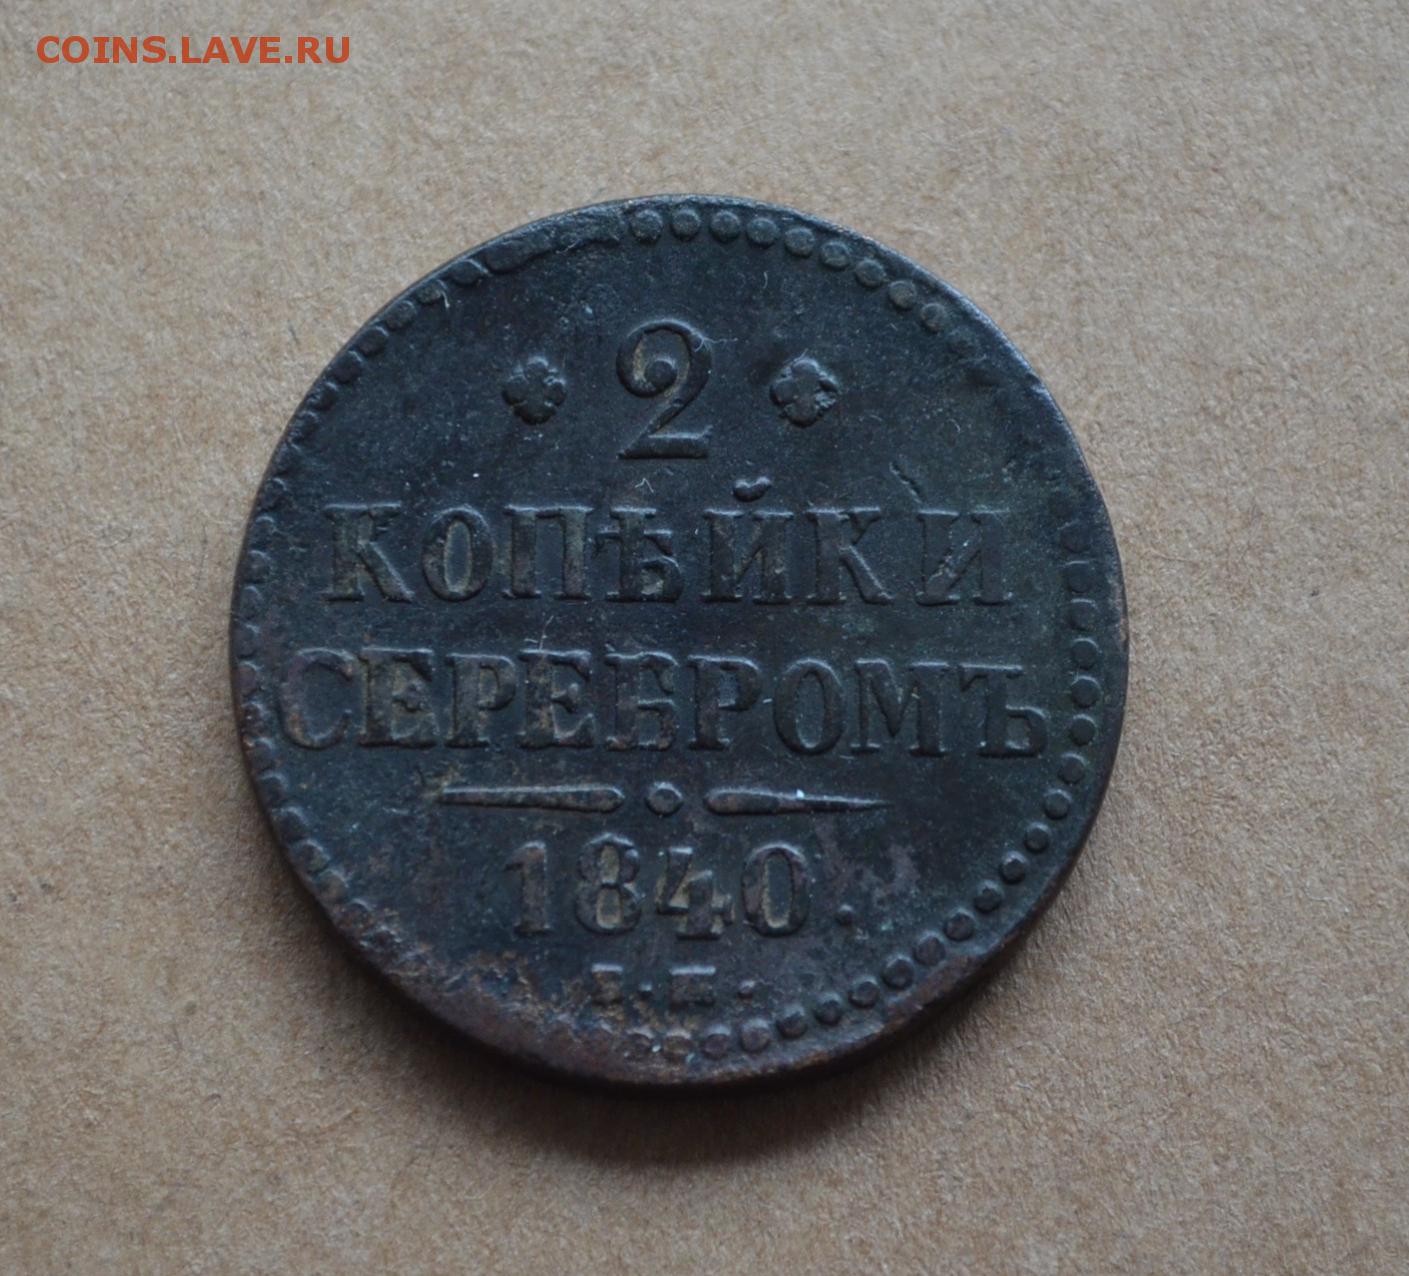 COINS.LAVE.RU
2
КОПѢЙКИ
СЕРЕБРОМЪ
1840.